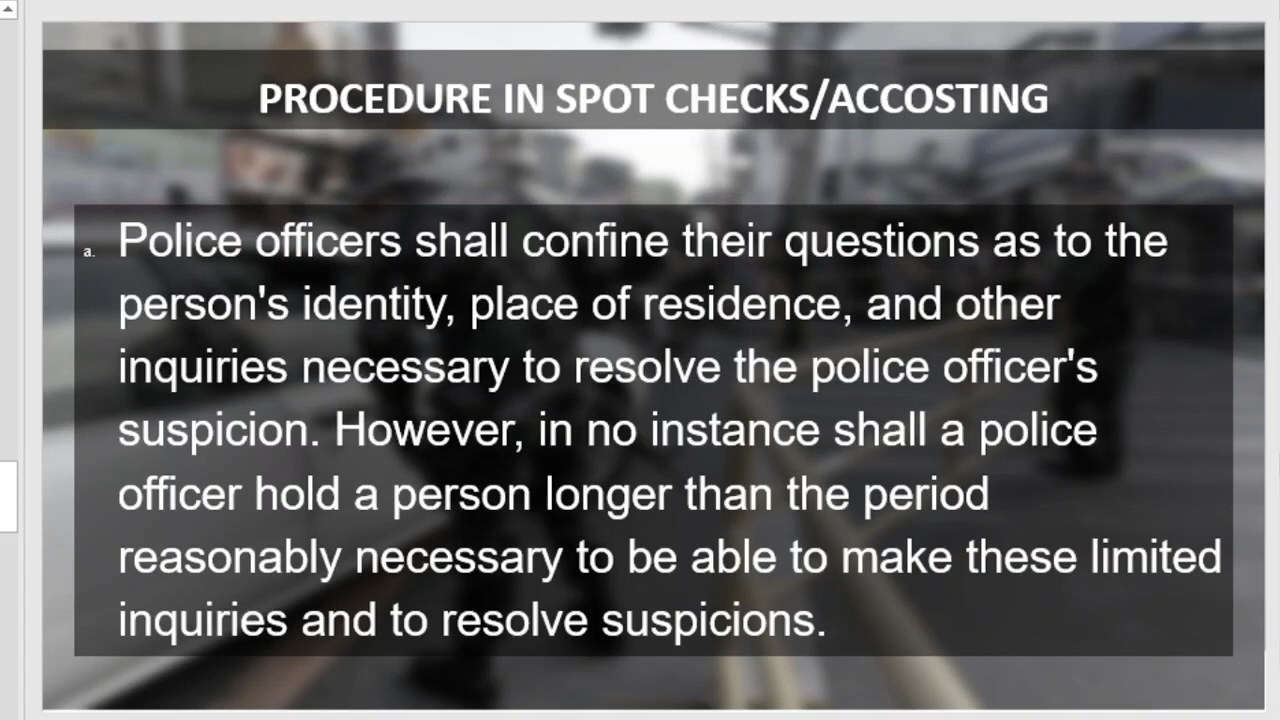 PROCEDURE IN SPOT CHECKS/ACCOSTING
a. Police officers shall confine their questions as to the
person's identity, place of residence, and other
inquiries necessary to resolve the police officer's
suspicion. However, in no instance shall a police
officer hold a person longer than the period
reasonably necessary to be able to make these limited
inquiries and to resolve suspicions.